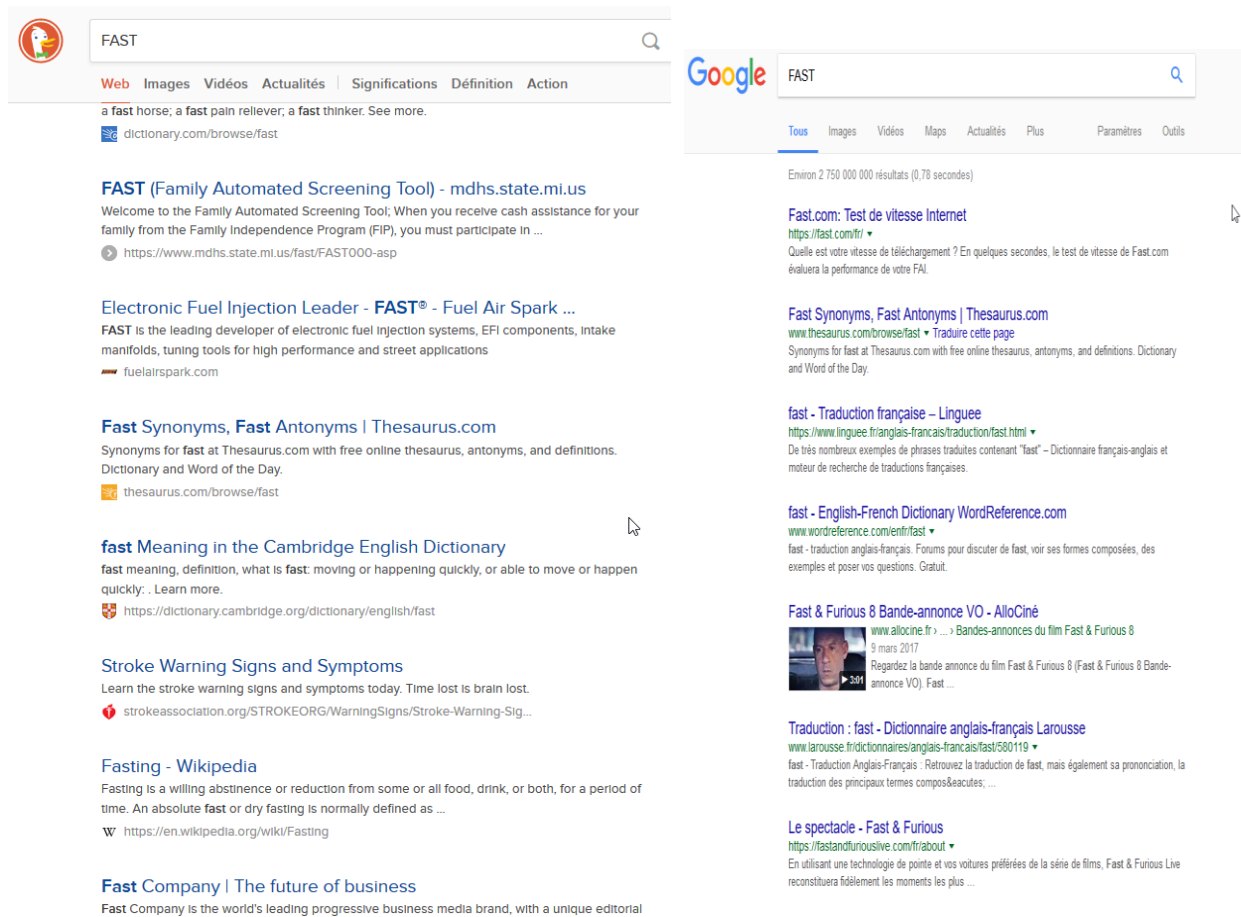 FAST
Web Images Vidéos Actualités Significations Définition Action
a fast horse; a fast pain reliever; a fast thinker. See more.
dictionary.com/browse/fast
FAST (Family Automated Screening Tool) - mdhs.state.mi.us
Welcome to the Family Automated Screening Tool; When you receive cash assistance for your
family from the Family Independence Program (FIP), you must participate in ...
https://www.mdhs.state.mi.us/fast/FAST000-asp
Electronic Fuel Injection Leader - FAST® - Fuel Air Spark ...
FAST is the leading developer of electronic fuel injection systems, EFI components, intake
manifolds, tuning tools for high performance and street applications
fuelairspark.com
Fast Synonyms, Fast Antonyms | Thesaurus.com
Synonyms for fast at Thesaurus.com with free online thesaurus, antonyms, and definitions.
Dictionary and Word of the Day.
thesaurus.com/browse/fast
fast Meaning in the Cambridge English Dictionary
fast meaning, definition, what is fast: moving or happening quickly, or able to move or happen
quickly: . Learn more.
https://dictionary.cambridge.org/dictionary/english/fast
Stroke Warning Signs and Symptoms
Learn the stroke warning signs and symptoms today. Time lost is brain lost.
strokeassociation.org/STROKEORG/WarningSigns/Stroke-Warning-Sig...
Fasting - Wikipedia
Fasting is a willing abstinence or reduction from some or all food, drink, or both, for a period of
time. An absolute fast or dry fasting is normally defined as ...
W https://en.wikipedia.org/wiki/Fasting
Fast Company | The future of business
Fast Company is the world's leading progressive business media brand, with a unique editorial
Google FAST
Tous Images Vidéos Maps Actualités Plus Paramètres Outils
Environ 2 750 000 000 résultats (0,78 secondes)
Fast.com: Test de vitesse Internet
https://fast.com/fr/
Quelle est votre vitesse de téléchargement ? En quelques secondes, le test de vitesse de Fast.com
évaluera la performance de votre FAI.
Fast Synonyms, Fast Antonyms | Thesaurus.com
www.thesaurus.com/browse/fast Traduire cette page
Synonyms for fast at Thesaurus.com with free online thesaurus, antonyms, and definitions. Dictionary
and Word of the Day.
fast - Traduction française – Linguee
https://www.linguee.fr/anglais-francais/traduction/fast.html
De très nombreux exemples de phrases traduites contenant "fast" – Dictionnaire français-anglais et
moteur de recherche de traductions françaises.
fast - English-French Dictionary WordReference.com
www.wordreference.com/enfr/fast
fast - traduction anglais-français. Forums pour discuter de fast, voir ses formes composées, des
exemples et poser vos questions. Gratuit.
Fast & Furious 8 Bande-annonce VO - AlloCiné
www.allocine.fr › ... › Bandes-annonces du film Fast & Furious 8
9 mars 2017
Regardez la bande annonce du film Fast & Furious 8 (Fast & Furious 8 Bande-
3:01 annonce VO). Fast ...
Traduction : fast - Dictionnaire anglais-français Larousse
www.larousse.fr/dictionnaires/anglais-francais/fast/580119
fast - Traduction Anglais-Français : Retrouvez la traduction de fast, mais également sa prononciation, la
traduction des principaux termes compos&eacutes; ...
Le spectacle - Fast & Furious
https://fastandfuriouslive.com/fr/about
En utilisant une technologie de pointe et vos voitures préférées de la série de films, Fast & Furious Live
reconstituera fidèlement les moments les plus ...